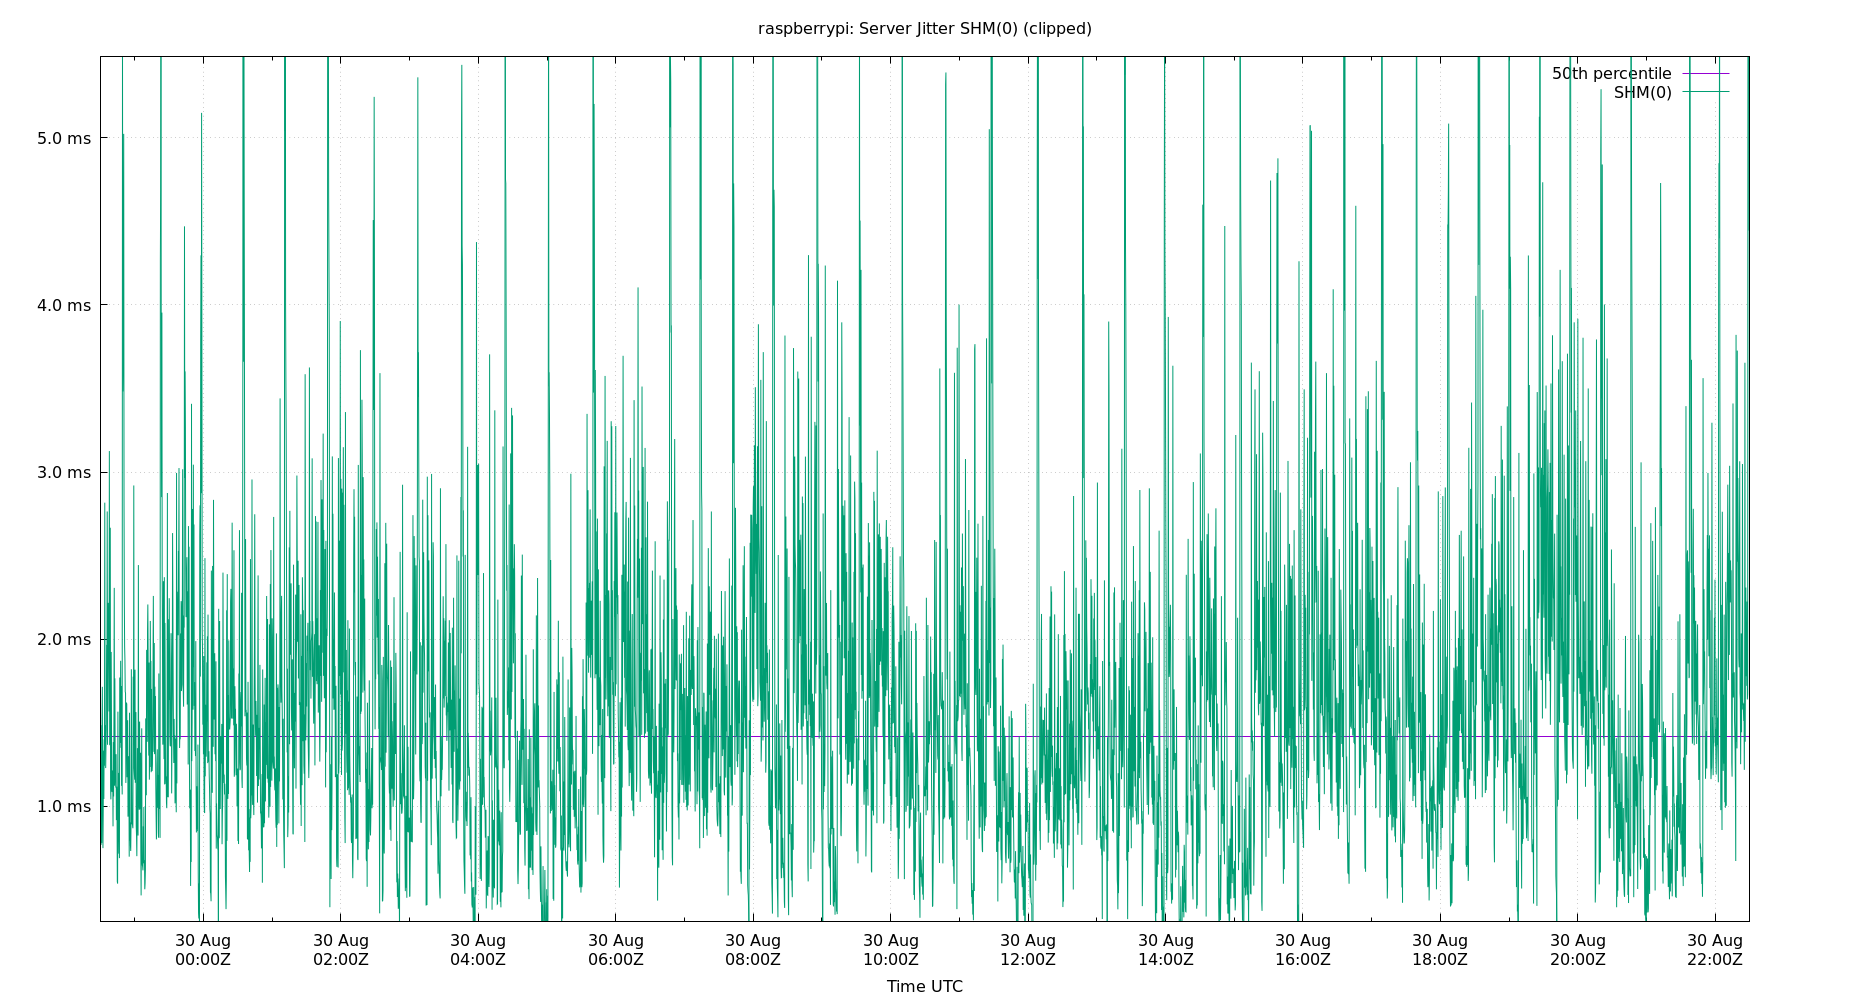 raspberrypi: Server Jitter SHM(0) (clipped)
50th percentile
SHM(0)
5.0 ms
4.0 ms
3.0 ms
2.0 ms
1.0 ms
30 Aug 30 Aug 30 Aug 30 Aug 30 Aug 30 Aug 30 Aug 30 Aug 30 Aug 30 Aug 30 Aug 30 Aug
00:00Z 02:00Z 04:00Z 06:00Z 08:00Z 10:00Z 12:00Z 14:00Z 16:00Z 18:00Z 20:00Z 22:00Z
Time UTC